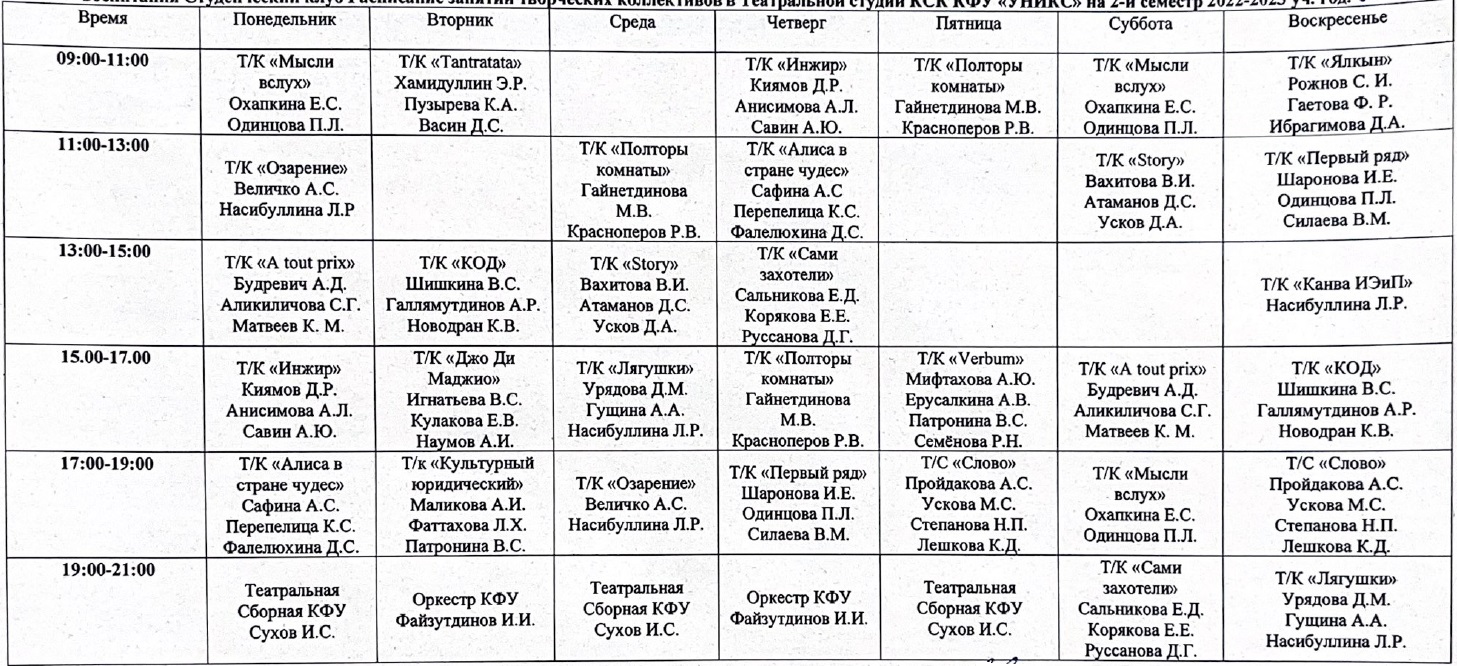 Воспитания Студенческий клуб Расписание занятий творческих коллективов в Театральной студии КСК КФУ «УНИКС» на 2-й семестр 2022-2023 уч. год.
Время Понедельник Вторник Среда Четверг Пятница Суббота Воскресенье
09:00-11:00
Т/К «Мысли
вслух»
Охапкина Е.С.
Одинцова П.Л.
Т/К «Tantratata»
Хамидуллин Э.Р.
Пузырева К.А.
Васин Д.С.
Т/К «Инжир»
Киямов Д.Р.
Анисимова А.Л.
Савин А.Ю.
Т/К «Полторы
комнаты»
Гайнетдинова М.В.
Красноперов Р.В.
Т/К «Мысли
вслух»
Охапкина Е.С.
Одинцова П.Л.
Т/К «Ялкын»
Рожнов С. И.
Гаетова Ф. Р.
Ибрагимова Д.А.
11:00-13:00
Т/К «Озарение»
Величко А.С.
Насибуллина Л.Р
Т/К «Полторы
комнаты»
Гайнетдинова
М.В.
Красноперов Р.В.
Т/К «Алиса в
стране чудес»
Сафина А.С
Перепелица К.С.
Фалелюхина Д.С.
Т/К «Story»
Вахитова В.И.
Атаманов Д.С.
Усков Д.А.
Т/К «Первый ряд»
Шаронова И.Е.
Одинцова П.Л.
Силаева В.М.
13:00-15:00
Т/К «A tout prix»
Будревич А.Д.
Аликиличова С.Г.
Матвеев К. М.
Т/К «КОД»
Шишкина В.С.
Галлямутдинов А.Р.
Новодран К.В.
Т/К «Story»
Вахитова В.И.
Атаманов Д.С.
Усков Д.А.
Т/К «Сами
захотели»
Сальникова Е.Д.
Корякова Е.Е.
Руссанова Д.Г.
Т/К «Канва ИЭиП»
Насибуллина Л.Р.
15.00-17.00
Т/К «Инжир»
Киямов Д.Р.
Анисимова А.Л.
Савин А.Ю.
Т/К «Джо Ди
Маджио»
Игнатьева В.С.
Кулакова Е.В.
Наумов А.И.
Т/К «Лягушки»
Урядова Д.М.
Гущина А.А.
Насибуллина Л.Р.
Т/К «Полторы
комнаты»
Гайнетдинова
М.В.
Красноперов Р.В.
Т/К «Verbum»
Мифтахова А.Ю.
Ерусалкина А.В.
Патронина В.С.
Семёнова Р.Н.
Т/К «A tout prix»
Будревич А.Д.
Аликиличова С.Г.
Матвеев К. М.
Т/К «КОД»
Шишкина В.С.
Галлямутдинов А.Р.
Новодран К.В.
17:00-19:00
Т/К «Алиса в
стране чудес»
Сафина А.С.
Перепелица К.С.
Фалелюхина Д.С.
Т/к «Культурный
юридический»
Маликова А.И.
Фаттахова Л.Х.
Патронина В.С.
Т/К «Озарение»
Величко А.С.
Насибуллина Л.Р.
Т/К «Первый ряд»
Шаронова И.Е.
Одинцова П.Л.
Силаева В.М.
Т/С «Слово»
Пройдакова А.С.
Ускова М.С.
Степанова Н.П.
Лешкова К.Д.
Т/К «Мысли
вслух»
Охапкина Е.С.
Одинцова П.Л.
Т/С «Слово»
Пройдакова А.С.
Ускова М.С.
Степанова Н.П.
Лешкова К.Д.
19:00-21:00
Театральная
Сборная КФУ
Сухов И.С.
Оркестр КФУ
Файзутдинов И.И.
Театральная
Сборная КФУ
Сухов И.С.
Оркестр КФУ
Файзутдинов И.И.
Театральная
Сборная КФУ
Сухов И.С.
Т/К «Сами
захотели»
Сальникова Е.Д.
Корякова Е.Е.
Руссанова Д.Г.
Т/К «Лягушки»
Урядова Д.М.
Гущина А.А.
Насибуллина Л.Р.